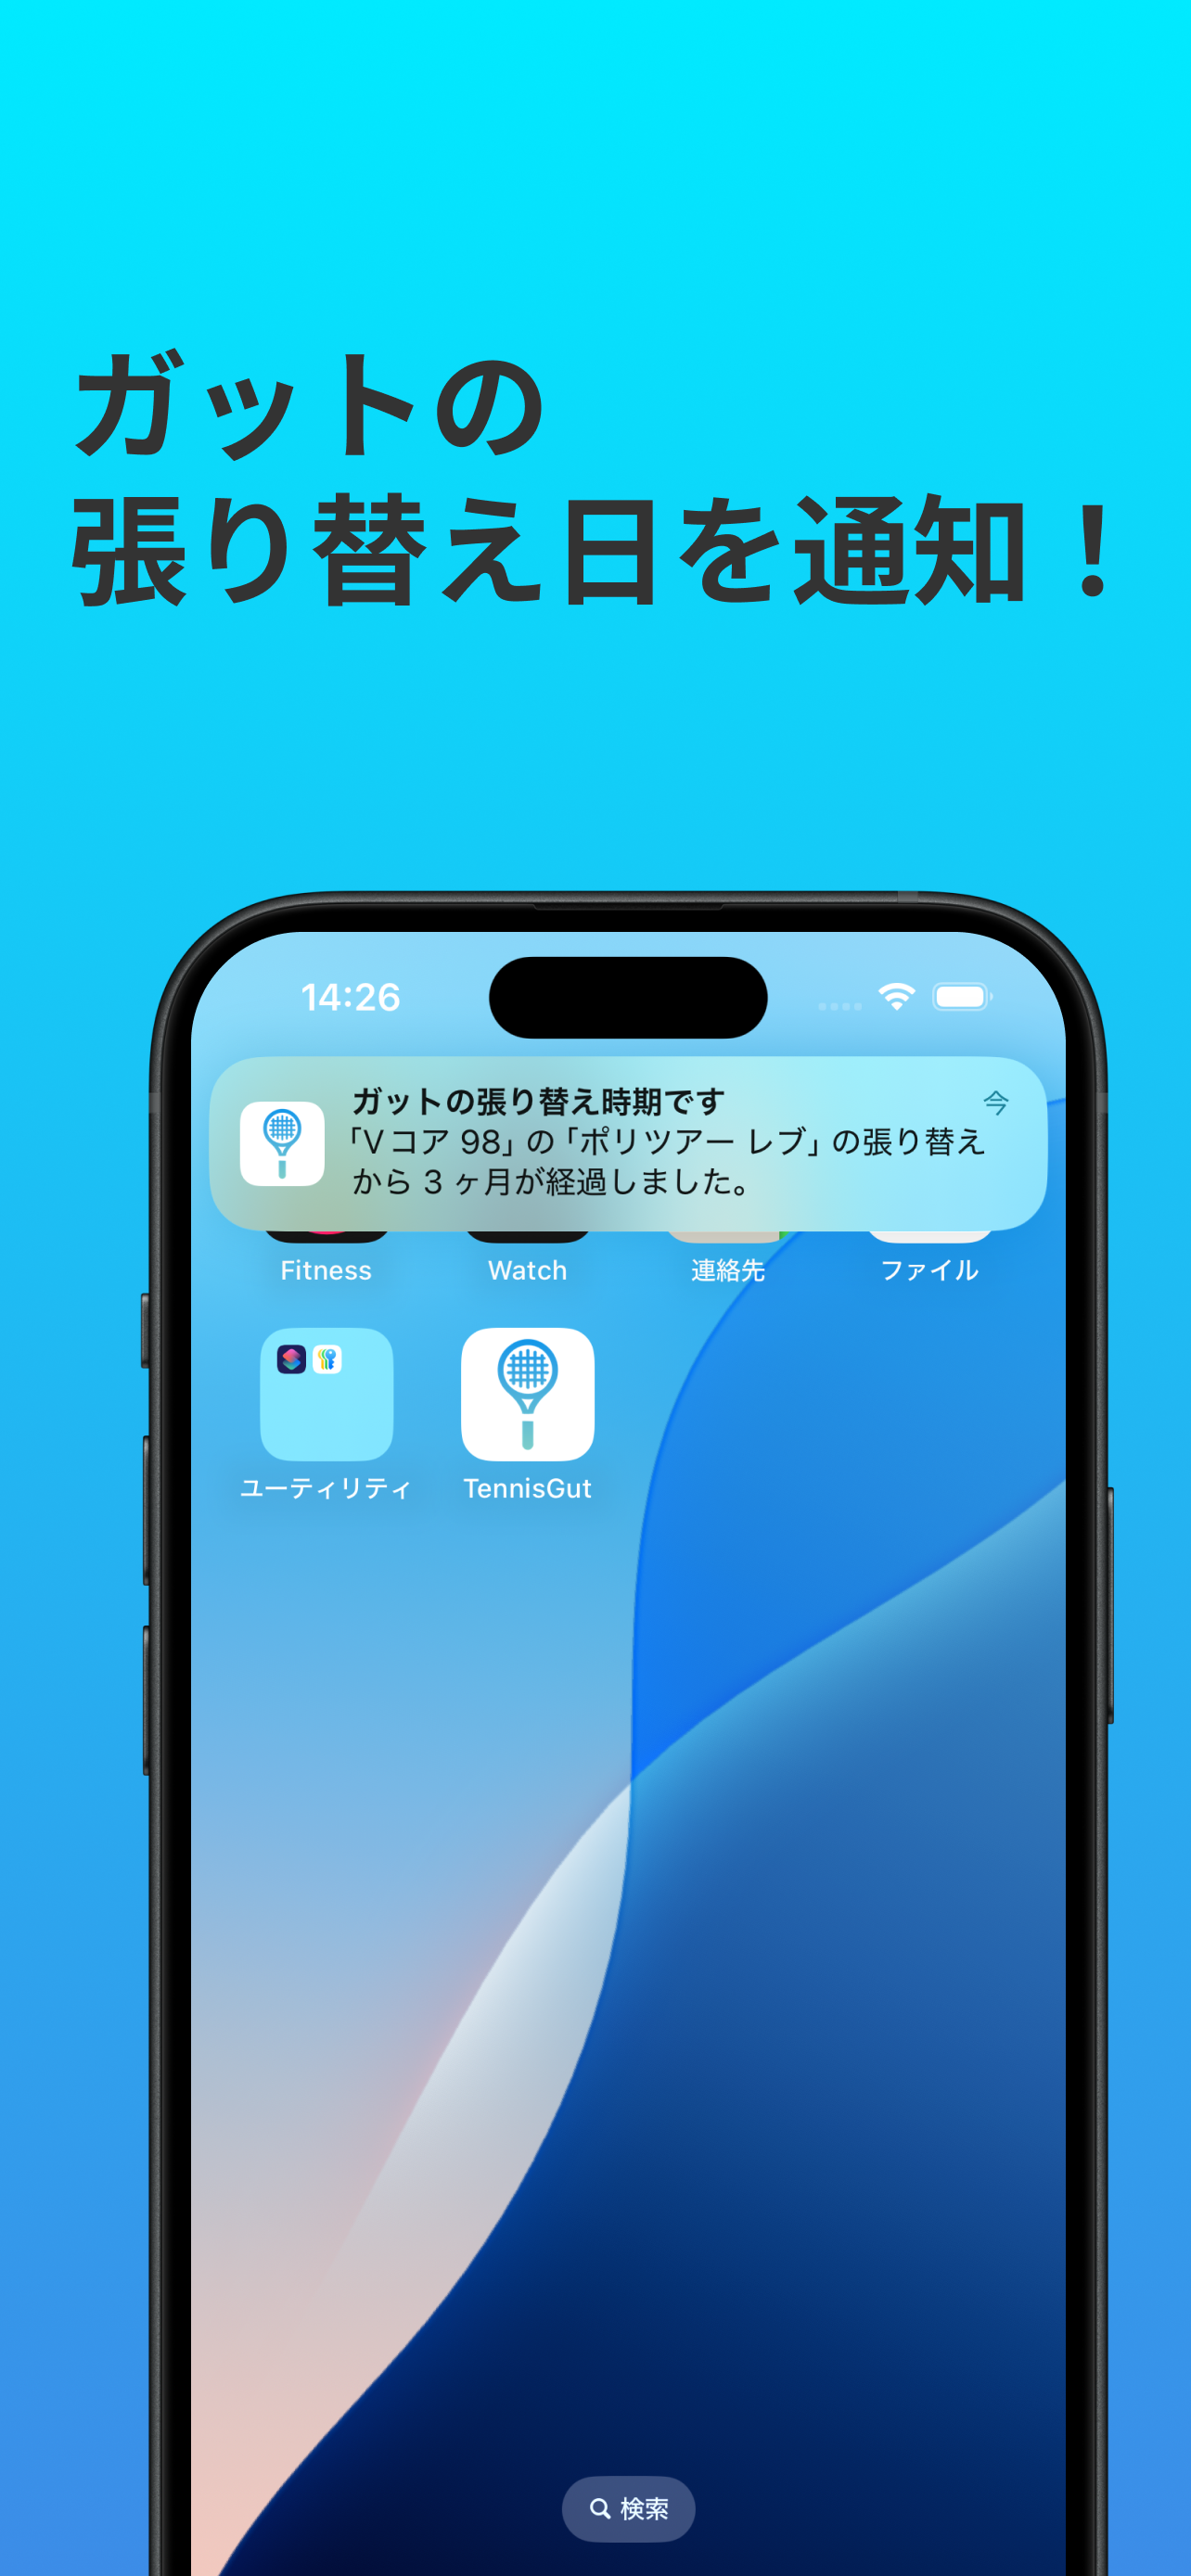 ガットの
張り替え日を通知！
14:26
ガットの張り替え時期です
今
「Vコア 98」の「ポリツアー レブ」の張り替え
から 3 ヶ月が経過しました。
Fitness
Watch
連絡先
ファイル
ユーティリティ
TennisGut
検索